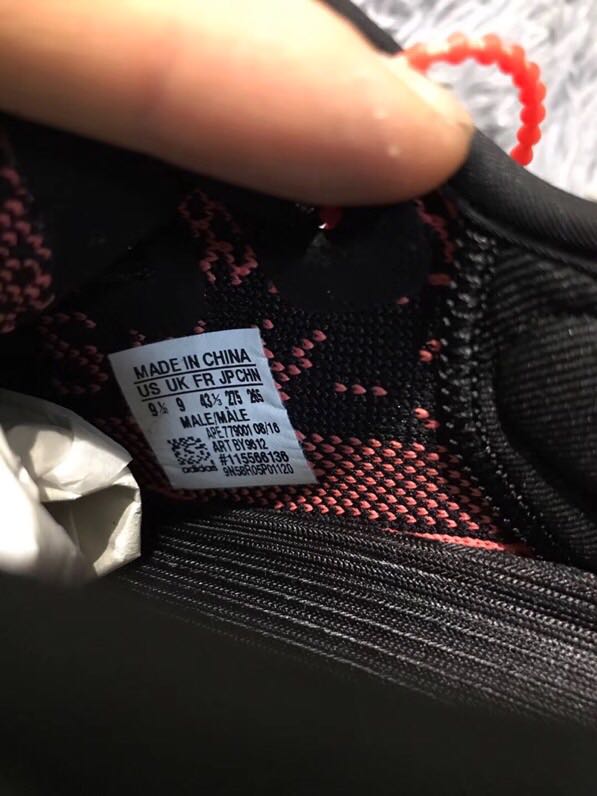 MADE IN CHINA
US UK FR JP CHN
9½ 9 43⅓ 275 265
MALE/MÂLE
APE 779001 08/16
ART BY9612
#115566136
adidas 9N58R05P01120